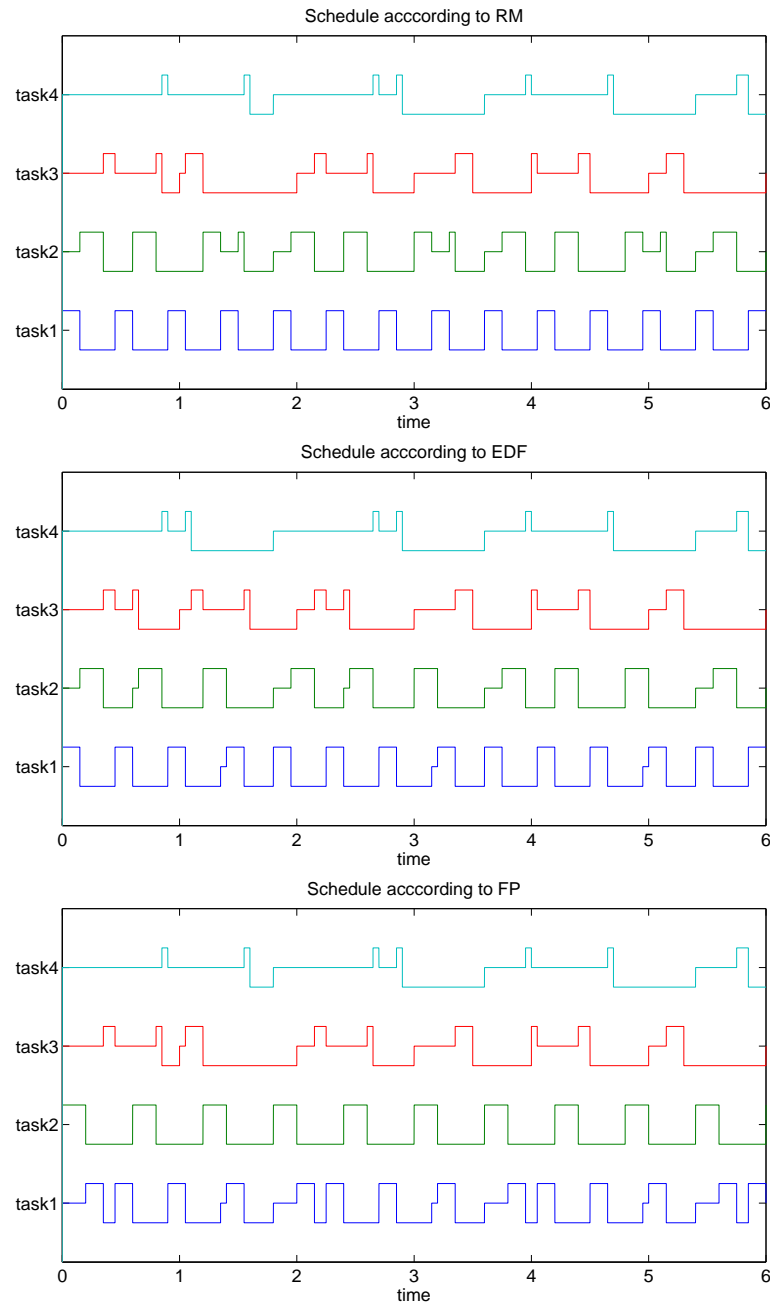 Schedule acccording to RM
task4
task3
task2
task1
0 1 2 3 4 5 6
time
Schedule acccording to EDF
task4
task3
task2
task1
0 1 2 3 4 5 6
time
Schedule acccording to FP
task4
task3
task2
task1
0 1 2 3 4 5 6
time